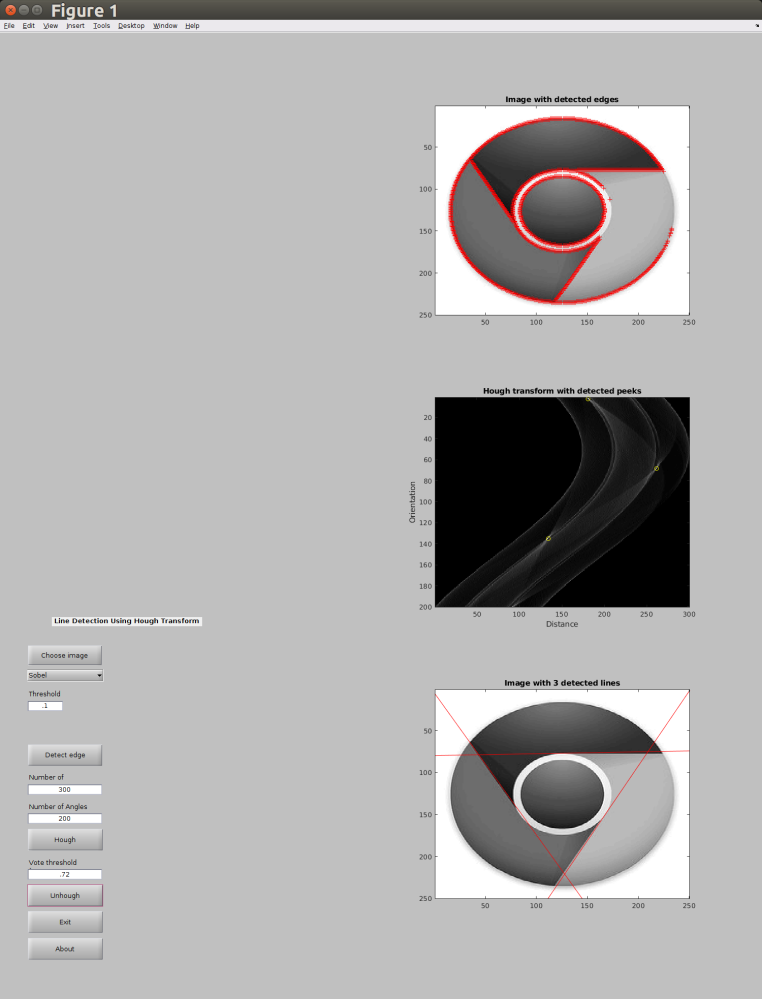 Figure 1
File Edit View Insert Tools Desktop Window Help
Image with detected edges
50
100
150
200
250
50 100 150 200 250
Hough transform with detected peeks
20
40
60
80
100
120
140
160
180
200
Orientation
50 100 150 200 250 300
Distance
Line Detection Using Hough Transform
Choose image
Sobel
Threshold
.1
Detect edge
Number of
300
Number of Angles
200
Hough
Vote threshold
.72
Unhough
Exit
About
Image with 3 detected lines
50
100
150
200
250
50 100 150 200 250